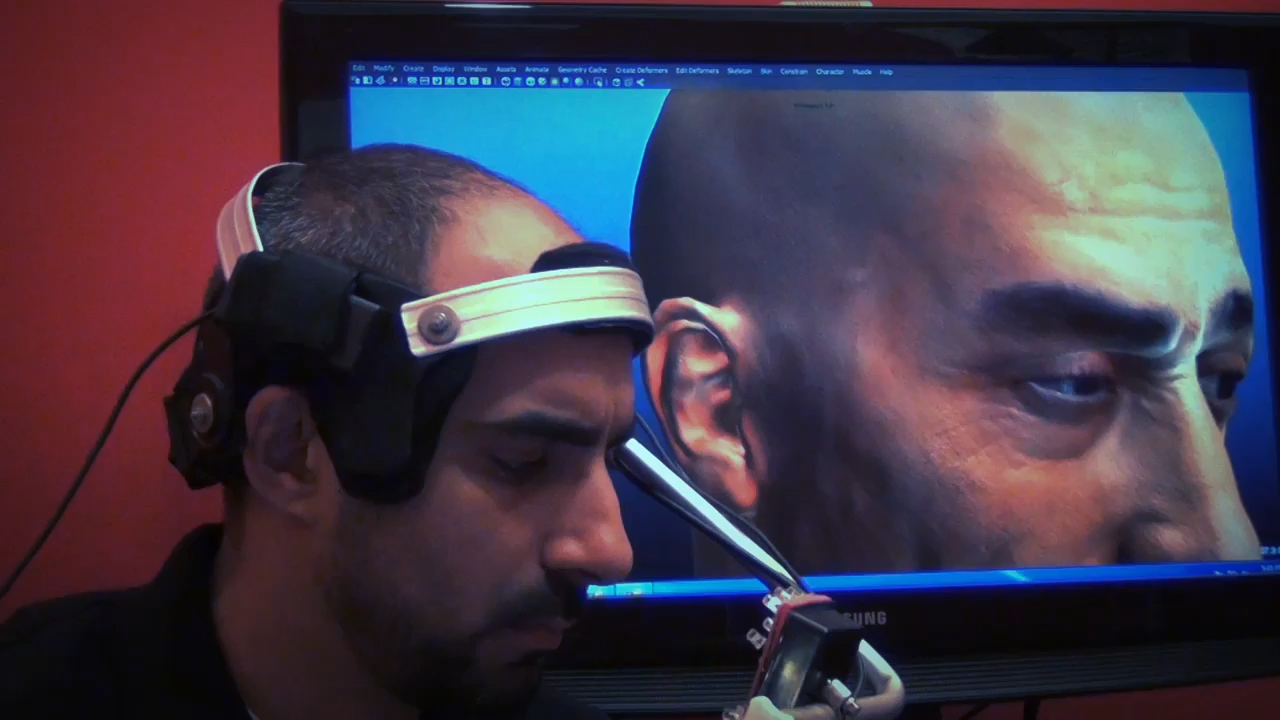 Edit Modify Create Display Window Assets Animate Geometry Cache Create Deformers Edit Deformers Skeleton Skin Constrain Character Muscle Help
SUNG